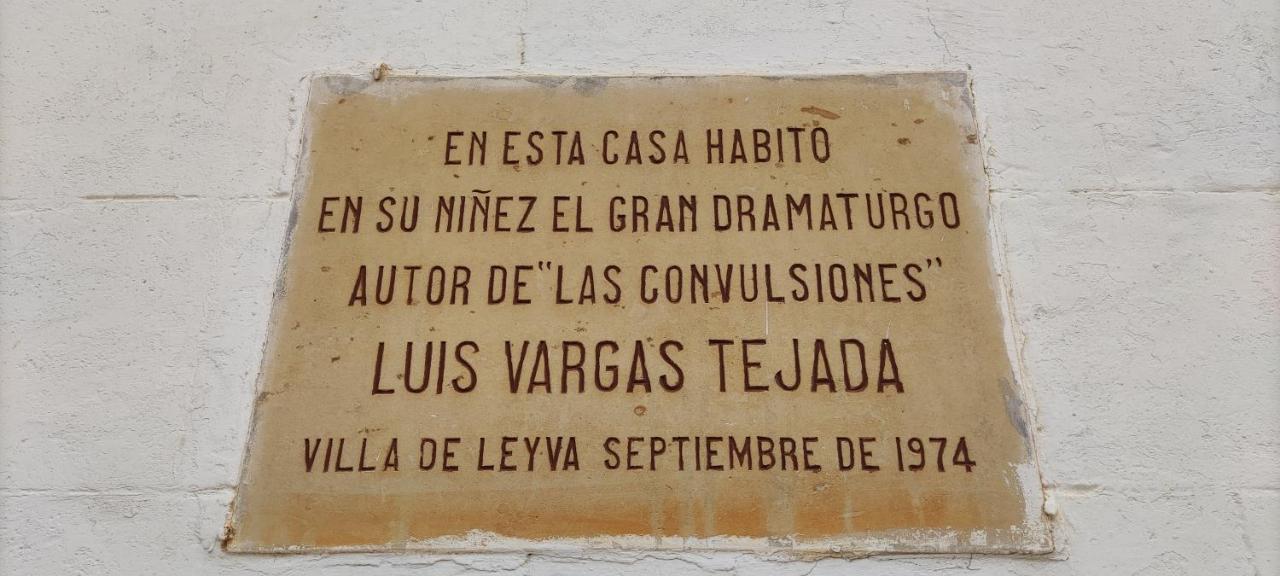 EN ESTA CASA HABITÓ
EN SU NIÑEZ EL GRAN DRAMATURGO
AUTOR DE "LAS CONVULSIONES"
LUIS VARGAS TEJADA
VILLA DE LEYVA SEPTIEMBRE DE 1974